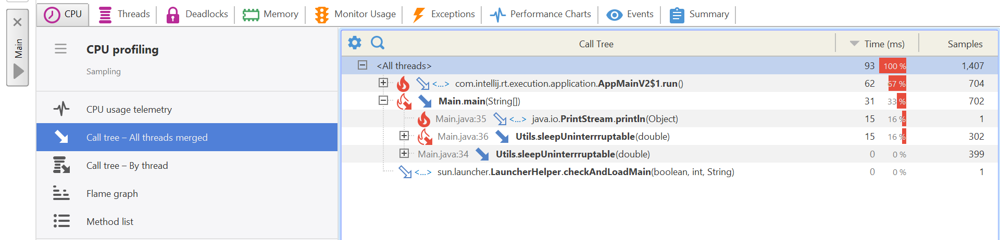 CPU Threads Deadlocks Memory Monitor Usage Exceptions Performance Charts Events Summary
Main
CPU profiling
Sampling
CPU usage telemetry
Call tree – All threads merged
Call tree – By thread
Flame graph
Method list
Call Tree Time (ms) Samples
<All threads> 93 100 % 1,407
<...> com.intellij.rt.execution.application.AppMainV2$1.run() 62 67 % 704
Main.main(String[]) 31 33 % 702
Main.java:35 <...> java.io.PrintStream.println(Object) 15 16 % 1
Main.java:36 Utils.sleepUninterrruptable(double) 15 16 % 302
Main.java:34 Utils.sleepUninterrruptable(double) 0 0 % 399
<...> sun.launcher.LauncherHelper.checkAndLoadMain(boolean, int, String) 0 0 % 1